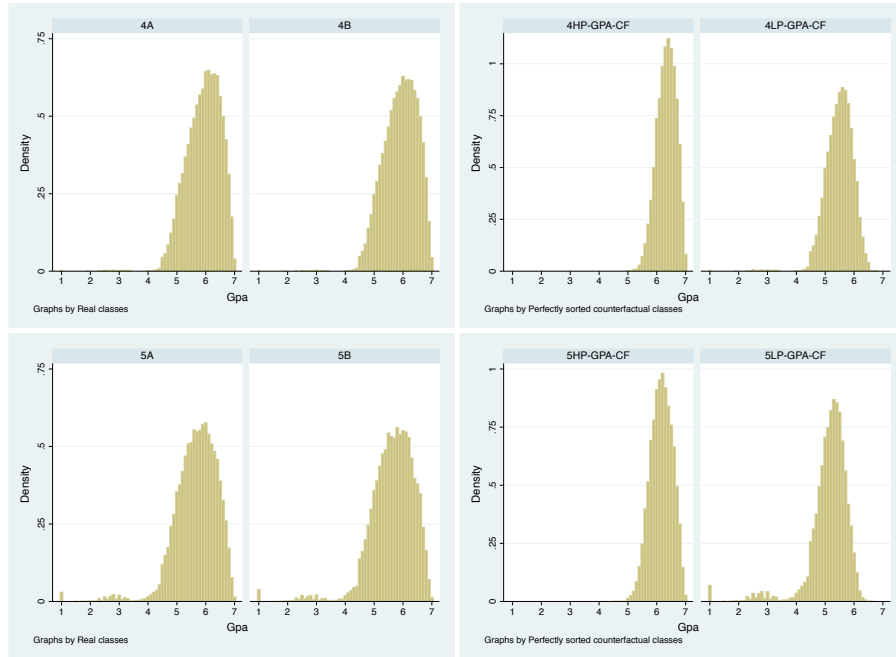 4A 4B
.75
.5
.25
0
Density
1 2 3 4 5 6 7 1 2 3 4 5 6 7
Gpa
Graphs by Real classes
4HP-GPA-CF 4LP-GPA-CF
1
.75
.5
.25
0
Density
1 2 3 4 5 6 7 1 2 3 4 5 6 7
Gpa
Graphs by Perfectly sorted counterfactual classes
5A 5B
.75
.5
.25
0
Density
1 2 3 4 5 6 7 1 2 3 4 5 6 7
Gpa
Graphs by Real classes
5HP-GPA-CF 5LP-GPA-CF
1
.75
.5
.25
0
Density
1 2 3 4 5 6 7 1 2 3 4 5 6 7
Gpa
Graphs by Perfectly sorted counterfactual classes